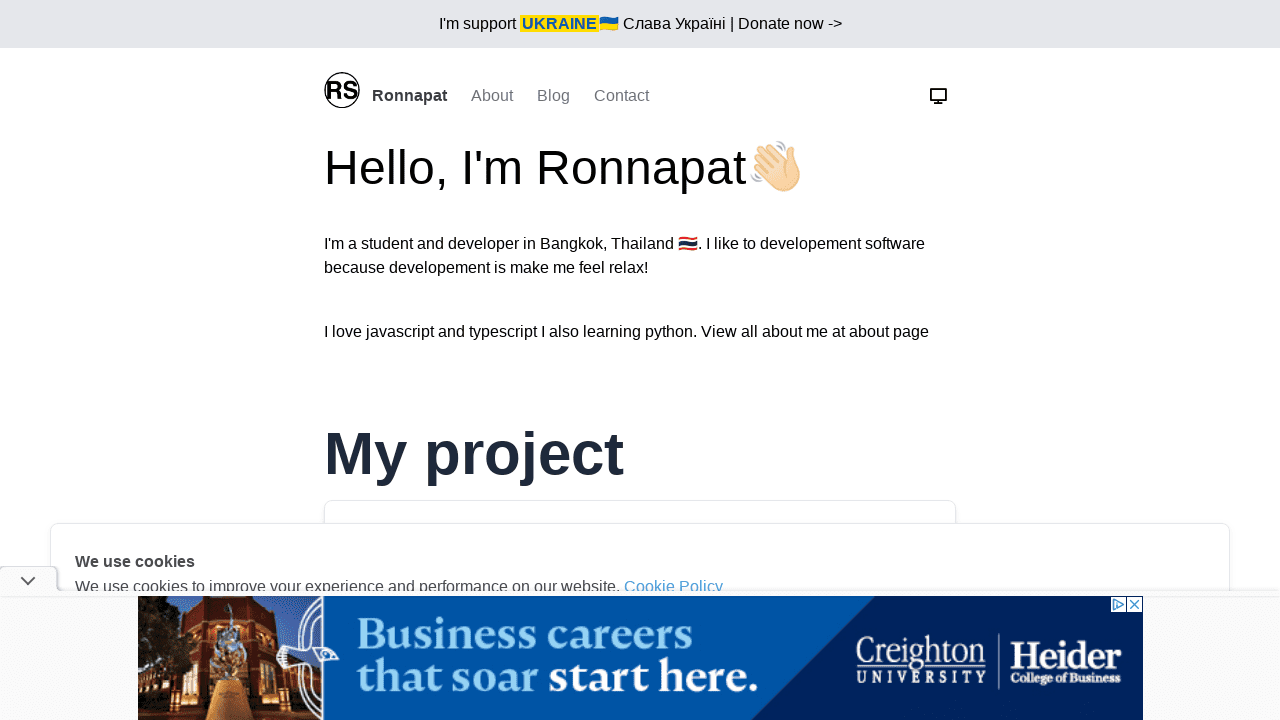 I'm support UKRAINE🇺🇦 Слава Україні | Donate now ->
RS Ronnapat About Blog Contact
Hello, I'm Ronnapat👋🏻
I'm a student and developer in Bangkok, Thailand 🇹🇭. I like to developement software
because developement is make me feel relax!
I love javascript and typescript I also learning python. View all about me at about page
My project
We use cookies
We use cookies to improve your experience and performance on our website. Cookie Policy
Business careers
that soar start here.
Creighton
UNIVERSITY
Heider
College of Business